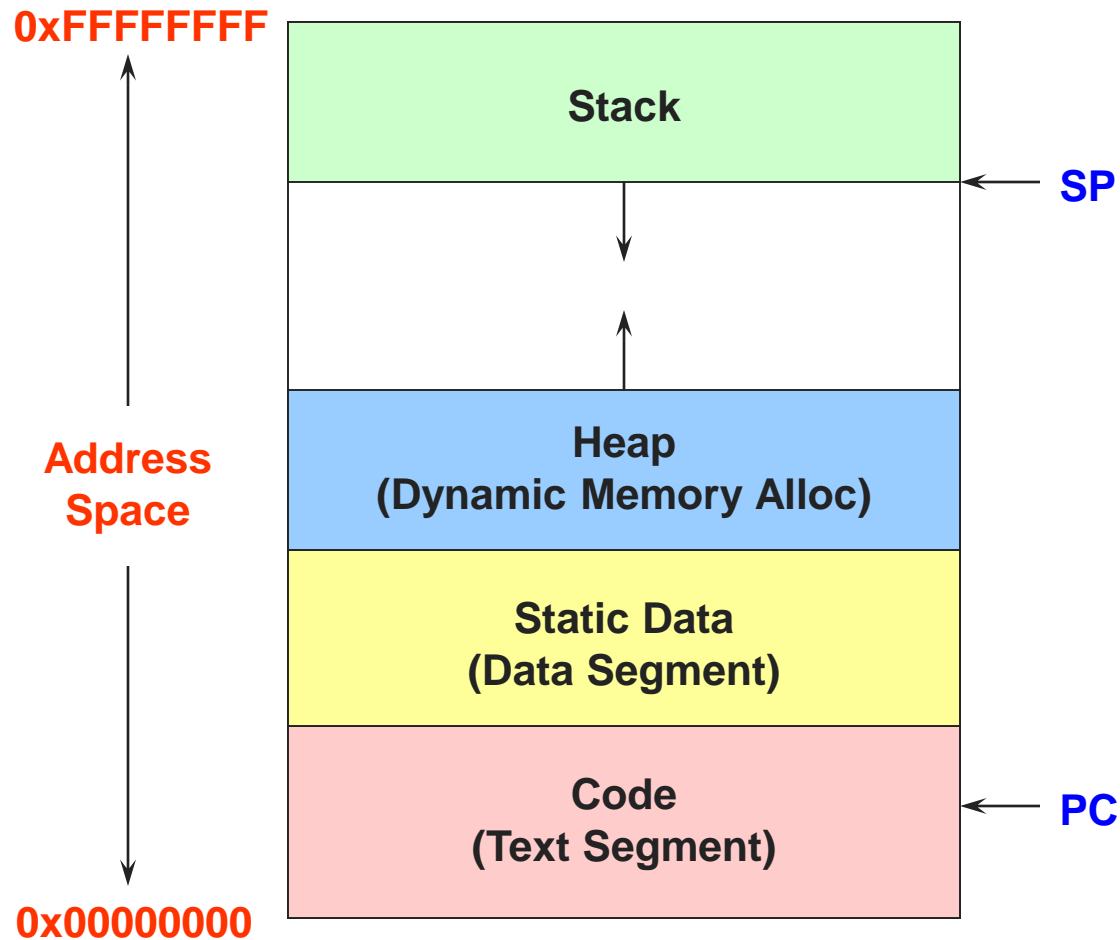 0xFFFFFFFF
Stack
SP
Address
Space
Heap
(Dynamic Memory Alloc)
Static Data
(Data Segment)
Code
(Text Segment)
PC
0x00000000